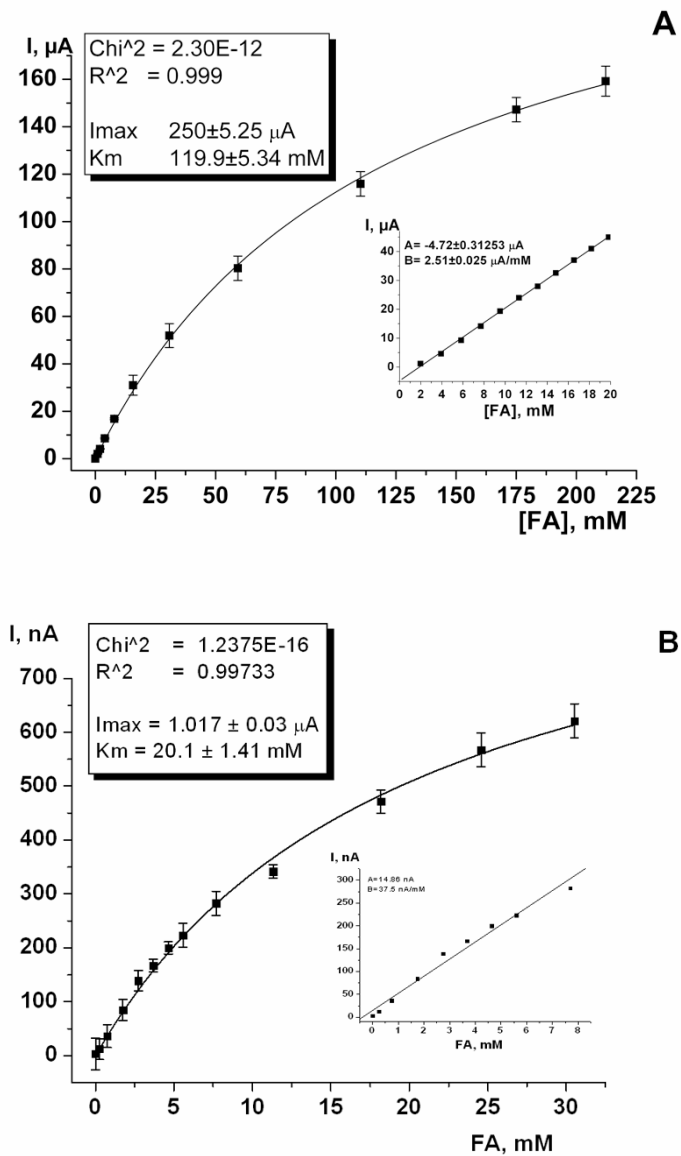 A
I, µA
Chi^2 = 2.30E-12
R^2 = 0.999
Imax 250±5.25 µA
Km 119.9±5.34 mM
160
140
120
100
80
60
40
20
0
0 25 50 75 100 125 150 175 200 225
[FA], mM
I, µA
A= -4.72±0.31253 µA
B= 2.51±0.025 µA/mM
40
30
20
10
0
0 2 4 6 8 10 12 14 16 18 20
[FA], mM
B
I, nA
Chi^2 = 1.2375E-16
R^2 = 0.99733
Imax = 1.017 ± 0.03 µA
Km = 20.1 ± 1.41 mM
700
600
500
400
300
200
100
0
0 5 10 15 20 25 30
FA, mM
I, nA
A=14.86 nA
B=37.5 nA/mM
300
250
200
150
100
50
0
0 1 2 3 4 5 6 7 8
FA, mM